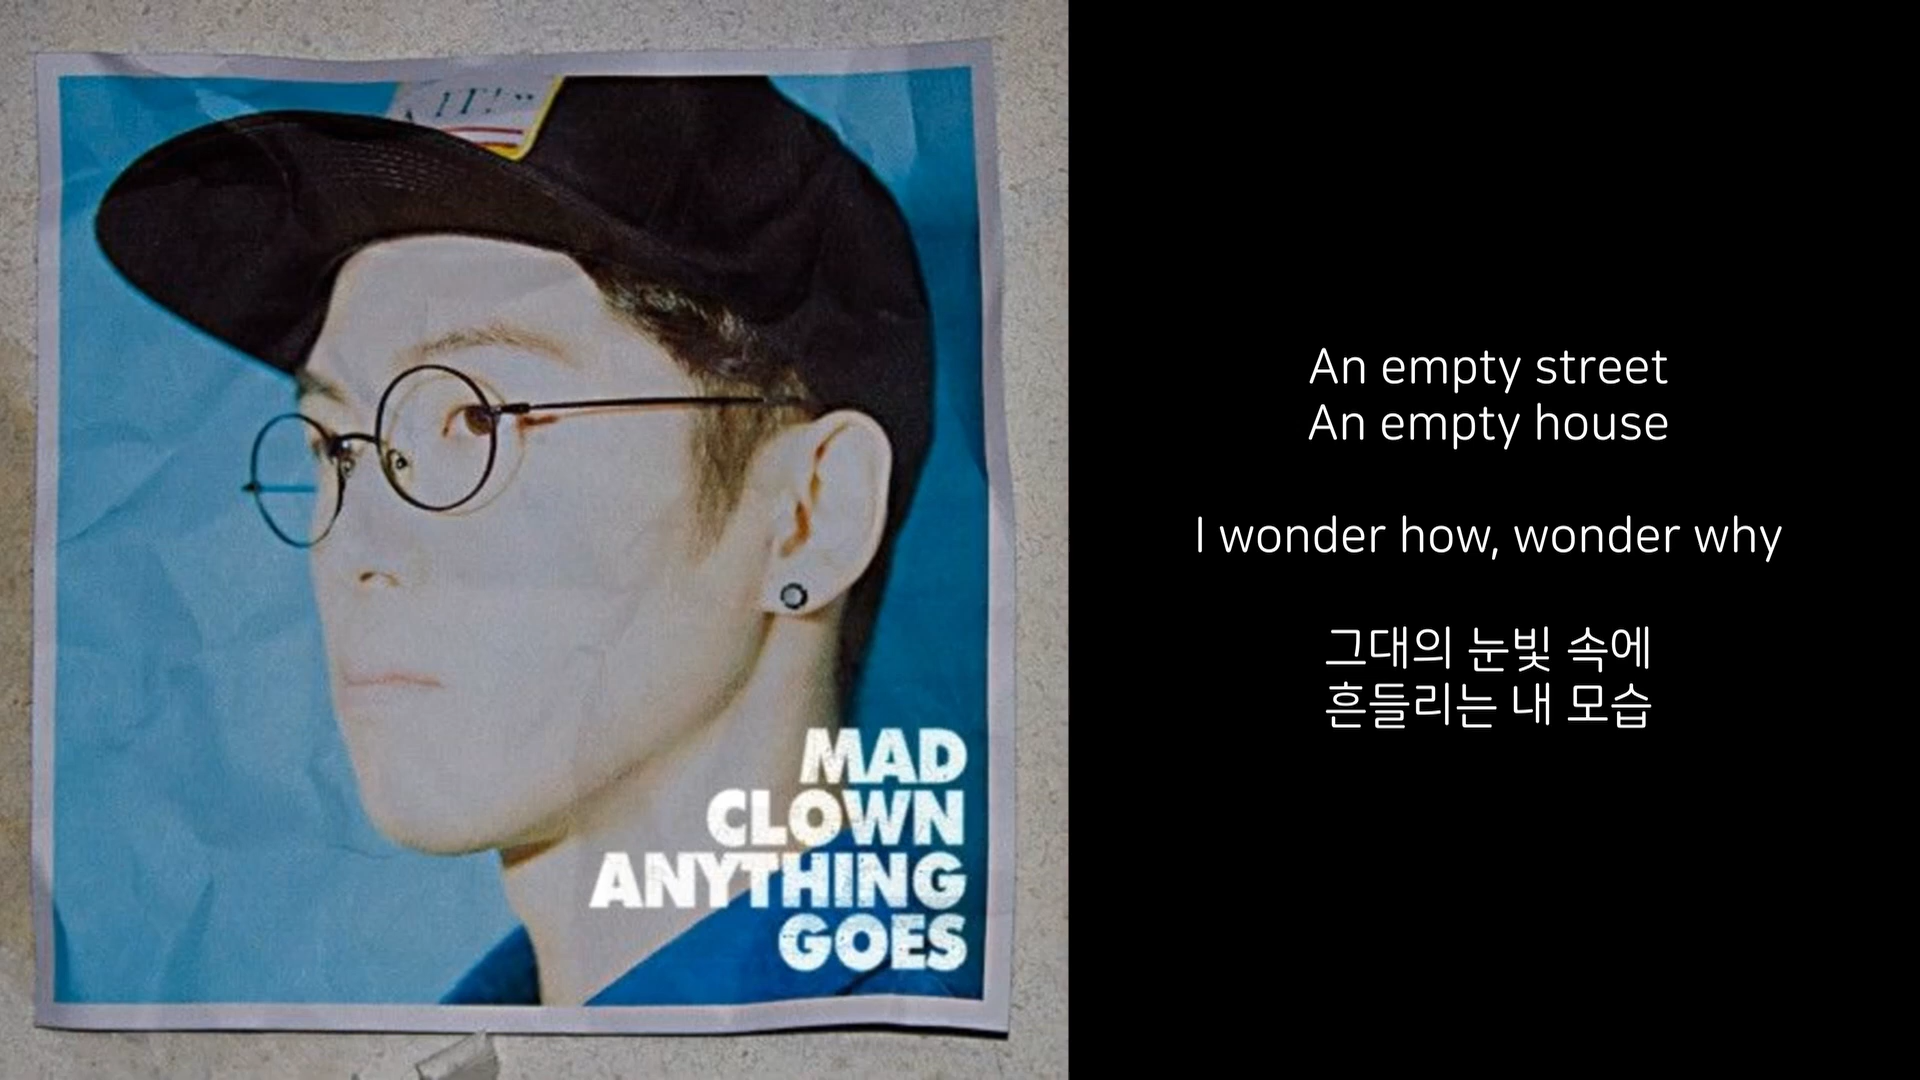 IT!"
MAD
CLOWN
ANYTHING
GOES
An empty street
An empty house
I wonder how, wonder why
그대의 눈빛 속에
흔들리는 내 모습